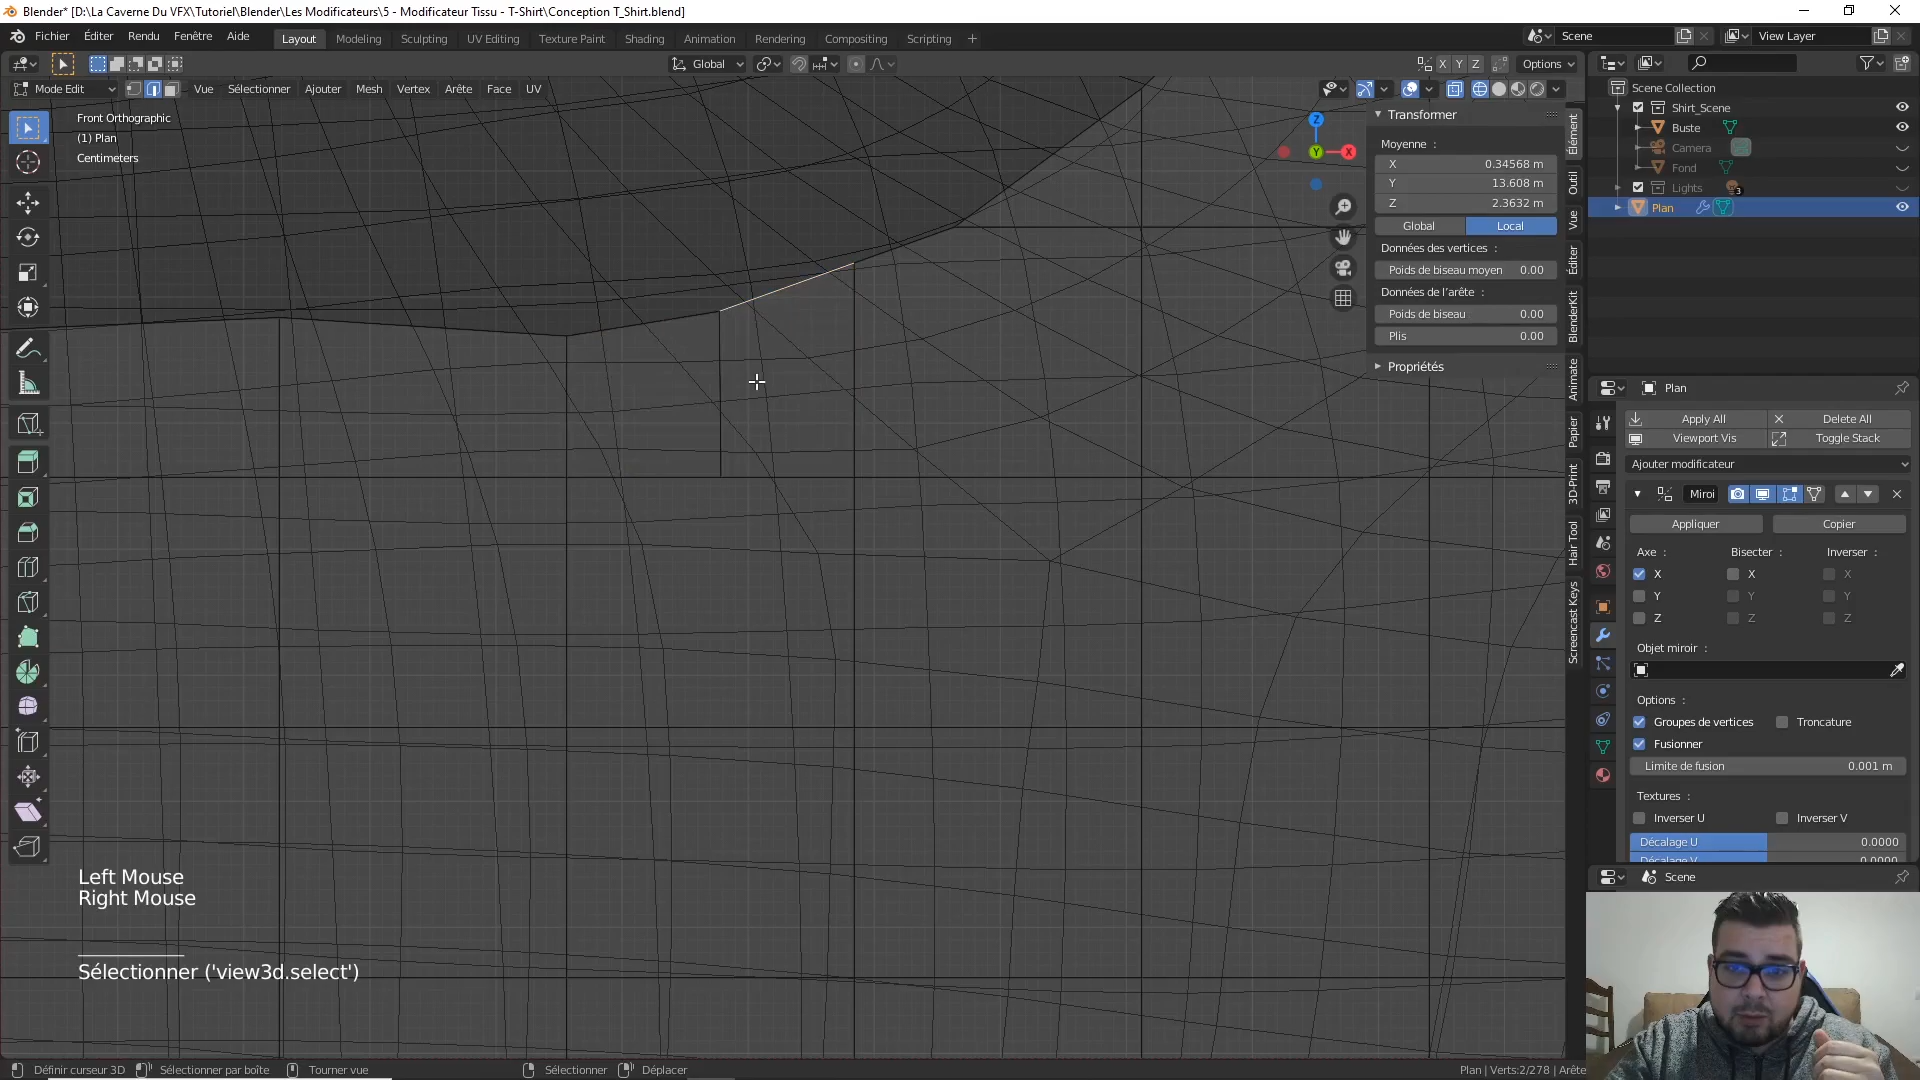 Blender* [D:\La Caverne Du VFX\Tutoriel\Blender\Les Modificateurs\5 - Modificateur Tissu - T-Shirt\Conception T_Shirt.blend]
Fichier Éditer Rendu Fenêtre Aide Layout Modeling Sculpting UV Editing Texture Paint Shading Animation Rendering Compositing Scripting + Scene View Layer
Global X Y Z Options
Mode Edit Vue Sélectionner Ajouter Mesh Vertex Arête Face UV
Front Orthographic
(1) Plan
Centimeters
Z
Y
X
Transformer
Moyenne :
X 0.34568 m
Y 13.608 m
Z 2.3632 m
Global Local
Données des vertices :
Poids de biseau moyen 0.00
Données de l'arête :
Poids de biseau 0.00
Plis 0.00
Propriétés
Élément
Outil
Vue
Éditer
BlenderKit
Animate
Papier
3D-Print
Hair Tool
Screencast Keys
Scene Collection
Shirt_Scene
Buste
Camera
Fond
Lights 3
Plan
Plan
Apply All Delete All
Viewport Vis Toggle Stack
Ajouter modificateur
Miroi
Appliquer Copier
Axe : Bisecter : Inverser :
X X X
Y Y Y
Z Z Z
Objet miroir :
Options :
Groupes de vertices Troncature
Fusionner
Limite de fusion 0.001 m
Textures :
Inverser U Inverser V
Décalage U 0.0000
Décalage V 0.0000
Scene
Left Mouse
Right Mouse
Sélectionner ('view3d.select')
Définir curseur 3D Sélectionner par boîte Tourner vue Sélectionner Déplacer Plan | Verts:2/278 | Arête